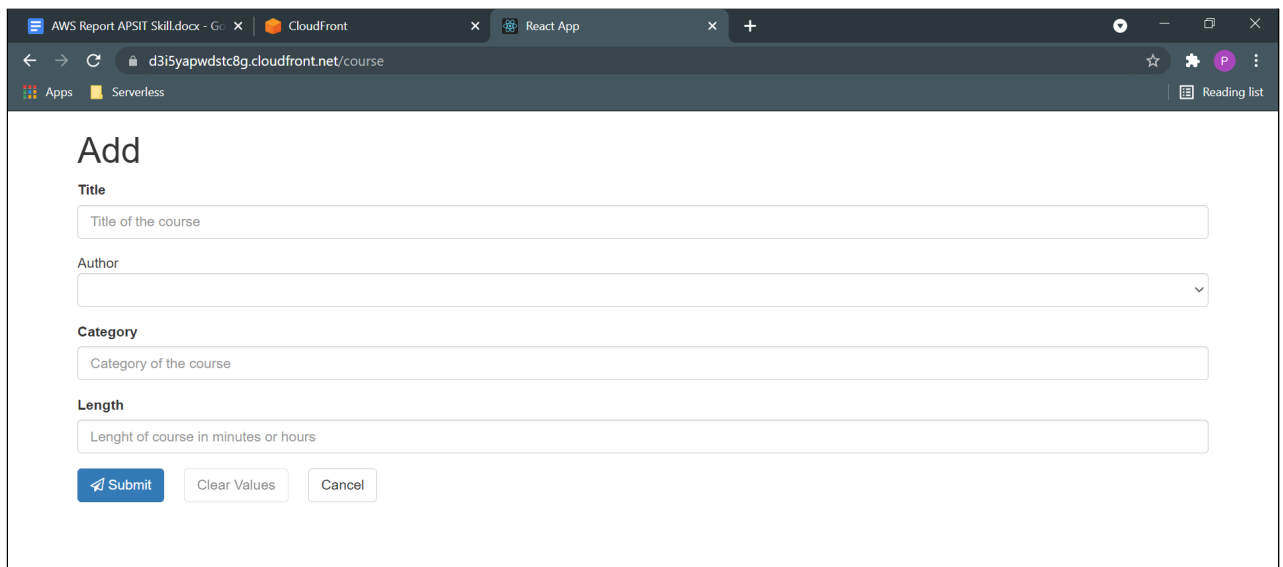 AWS Report APSIT Skill.docx - Go
CloudFront
React App
d3i5yapwdstc8g.cloudfront.net/course
P
Apps
Serverless
Reading list
Add
Title
Title of the course
Author
Category
Category of the course
Length
Lenght of course in minutes or hours
Submit
Clear Values
Cancel